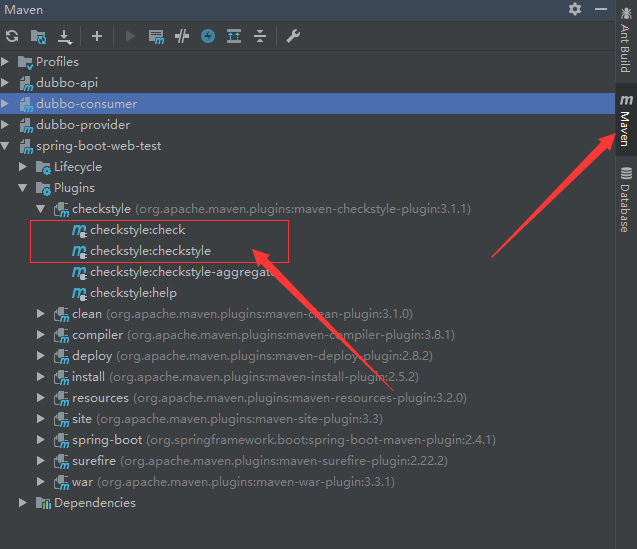 Maven
Profiles
dubbo-api
dubbo-consumer
dubbo-provider
spring-boot-web-test
Lifecycle
Plugins
checkstyle (org.apache.maven.plugins:maven-checkstyle-plugin:3.1.1)
checkstyle:check
checkstyle:checkstyle
checkstyle:checkstyle-aggregate
checkstyle:help
clean (org.apache.maven.plugins:maven-clean-plugin:3.1.0)
compiler (org.apache.maven.plugins:maven-compiler-plugin:3.8.1)
deploy (org.apache.maven.plugins:maven-deploy-plugin:2.8.2)
install (org.apache.maven.plugins:maven-install-plugin:2.5.2)
resources (org.apache.maven.plugins:maven-resources-plugin:3.2.0)
site (org.apache.maven.plugins:maven-site-plugin:3.3)
spring-boot (org.springframework.boot:spring-boot-maven-plugin:2.4.1)
surefire (org.apache.maven.plugins:maven-surefire-plugin:2.22.2)
war (org.apache.maven.plugins:maven-war-plugin:3.3.1)
Dependencies
Ant Build
Maven
Database